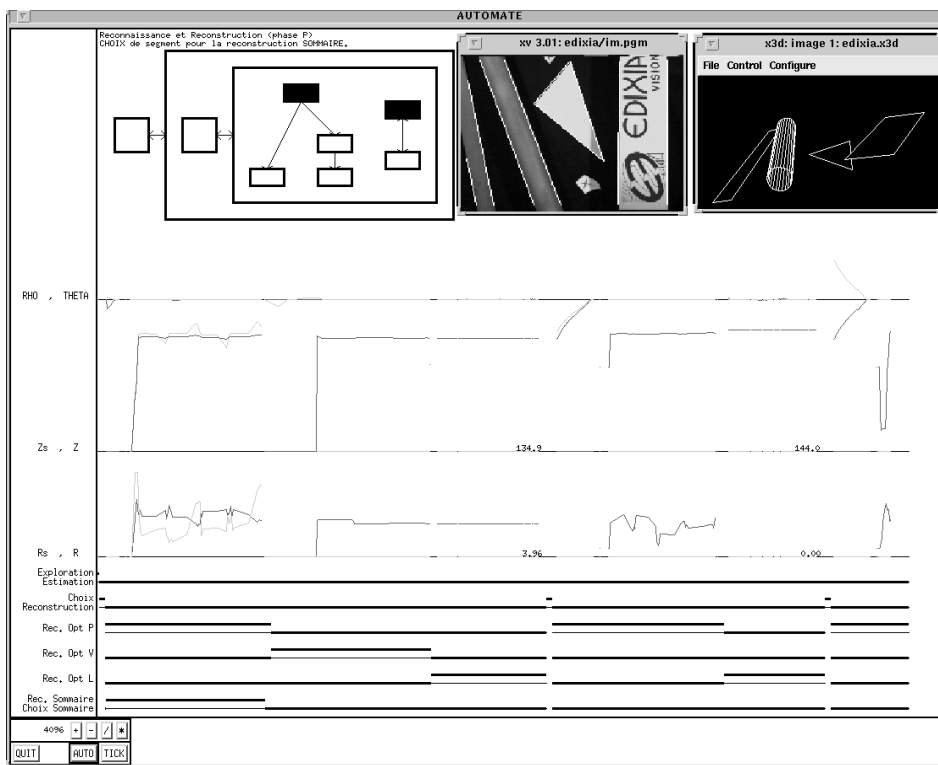 AUTOMATE
Reconnaissance et Reconstruction (phase P)
CHOIX de segment pour la reconstruction SOMMAIRE.
xv 3.01: edixia/im.pgm
EDIXIA
VISION
x3d: image 1: edixia.x3d
File Control Configure
RHO , THETA
Zs , Z
134.9
144.0
Rs , R
3.96
0.00
Exploration
Estimation
Choix
Reconstruction
Rec. Opt P
Rec. Opt V
Rec. Opt L
Rec. Sommaire
Choix Sommaire
4096 + - / *
QUIT AUTO TICK